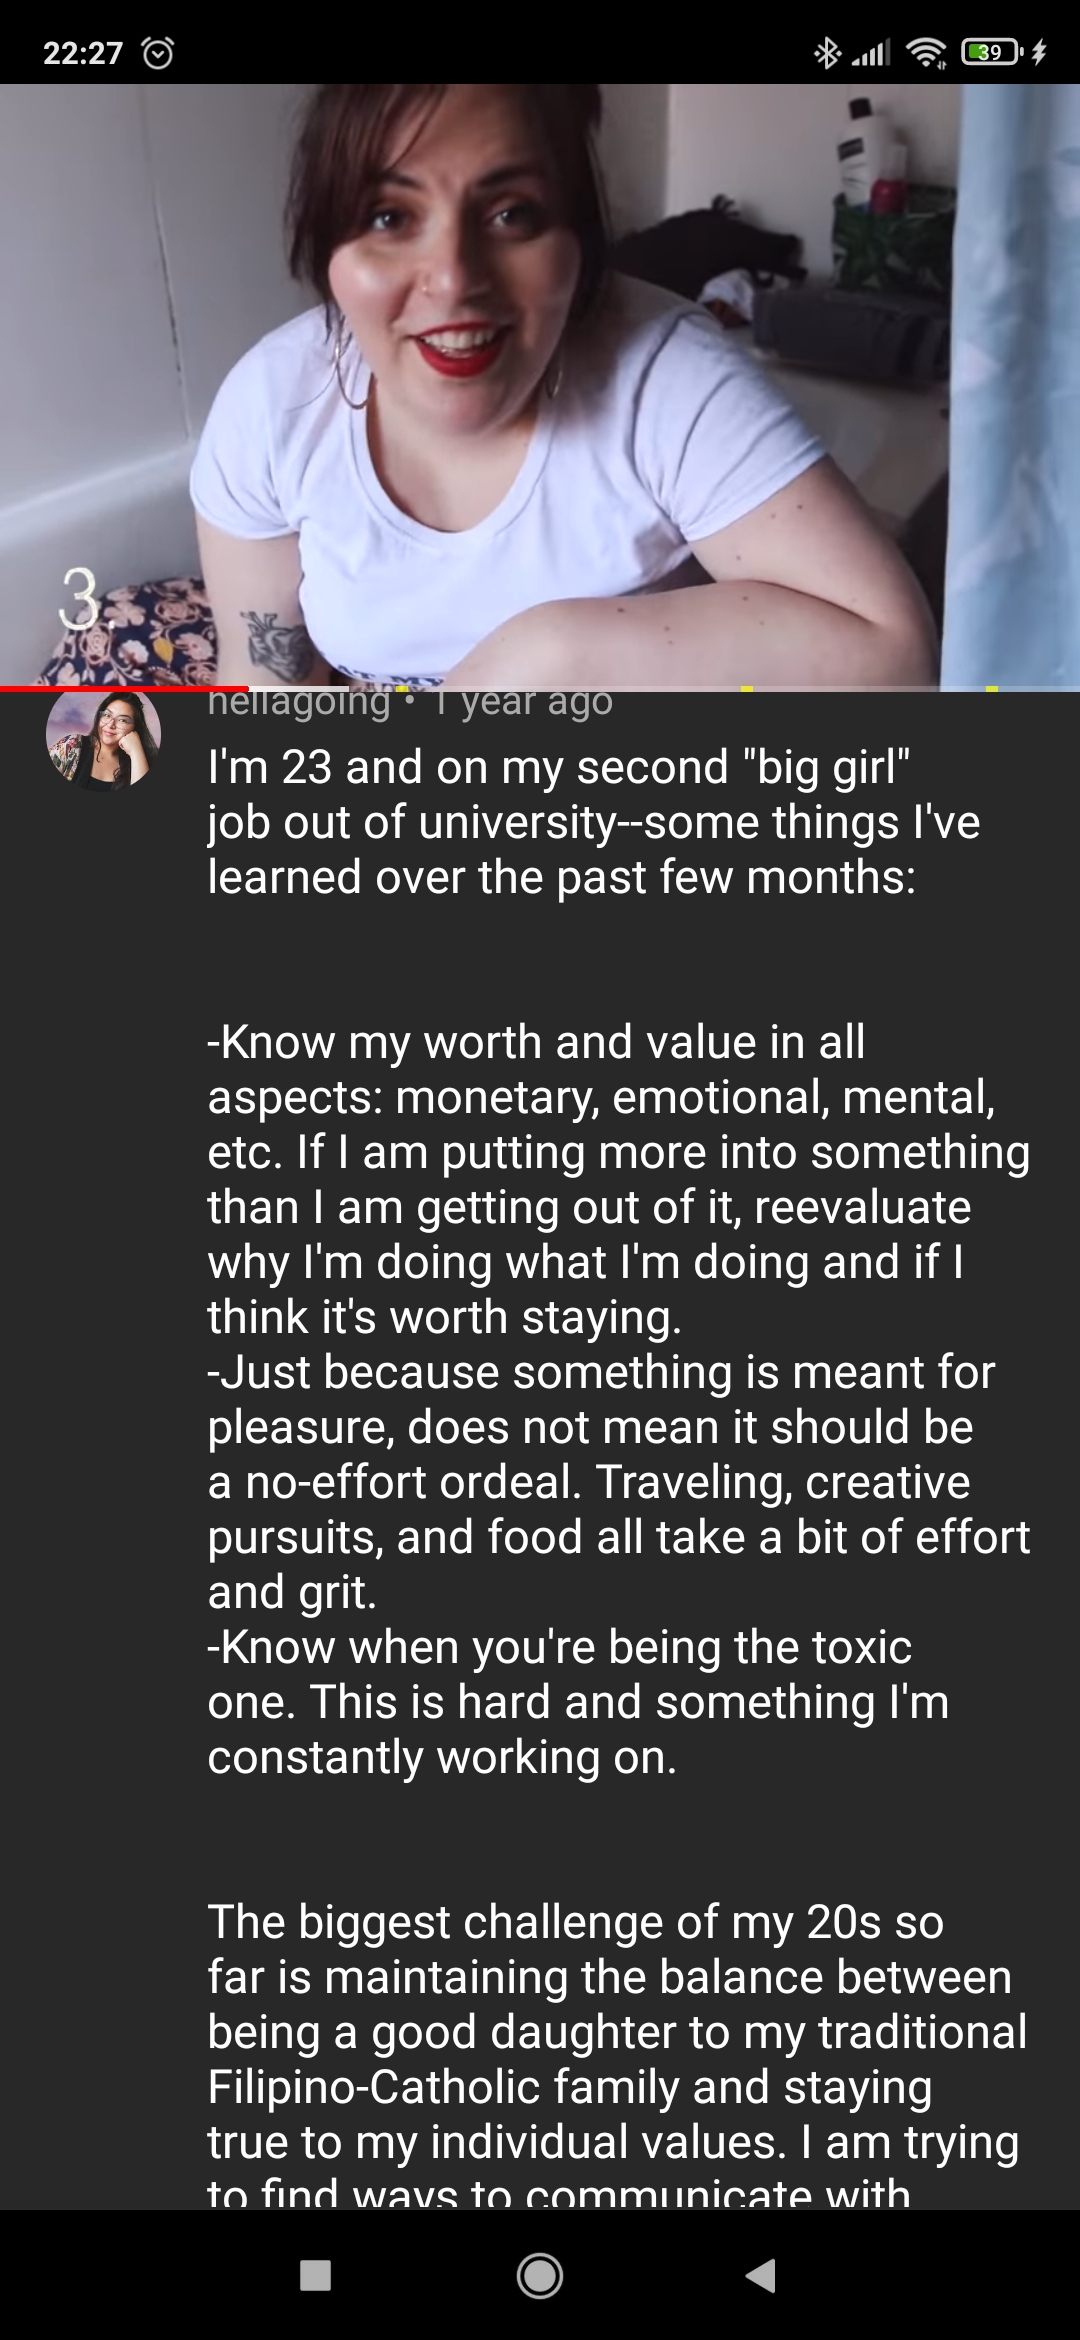 22:27
39
3.
hellagoing • 1 year ago
I'm 23 and on my second "big girl"
job out of university--some things I've
learned over the past few months:
-Know my worth and value in all
aspects: monetary, emotional, mental,
etc. If I am putting more into something
than I am getting out of it, reevaluate
why I'm doing what I'm doing and if I
think it's worth staying.
-Just because something is meant for
pleasure, does not mean it should be
a no-effort ordeal. Traveling, creative
pursuits, and food all take a bit of effort
and grit.
-Know when you're being the toxic
one. This is hard and something I'm
constantly working on.
The biggest challenge of my 20s so
far is maintaining the balance between
being a good daughter to my traditional
Filipino-Catholic family and staying
true to my individual values. I am trying
to find ways to communicate with